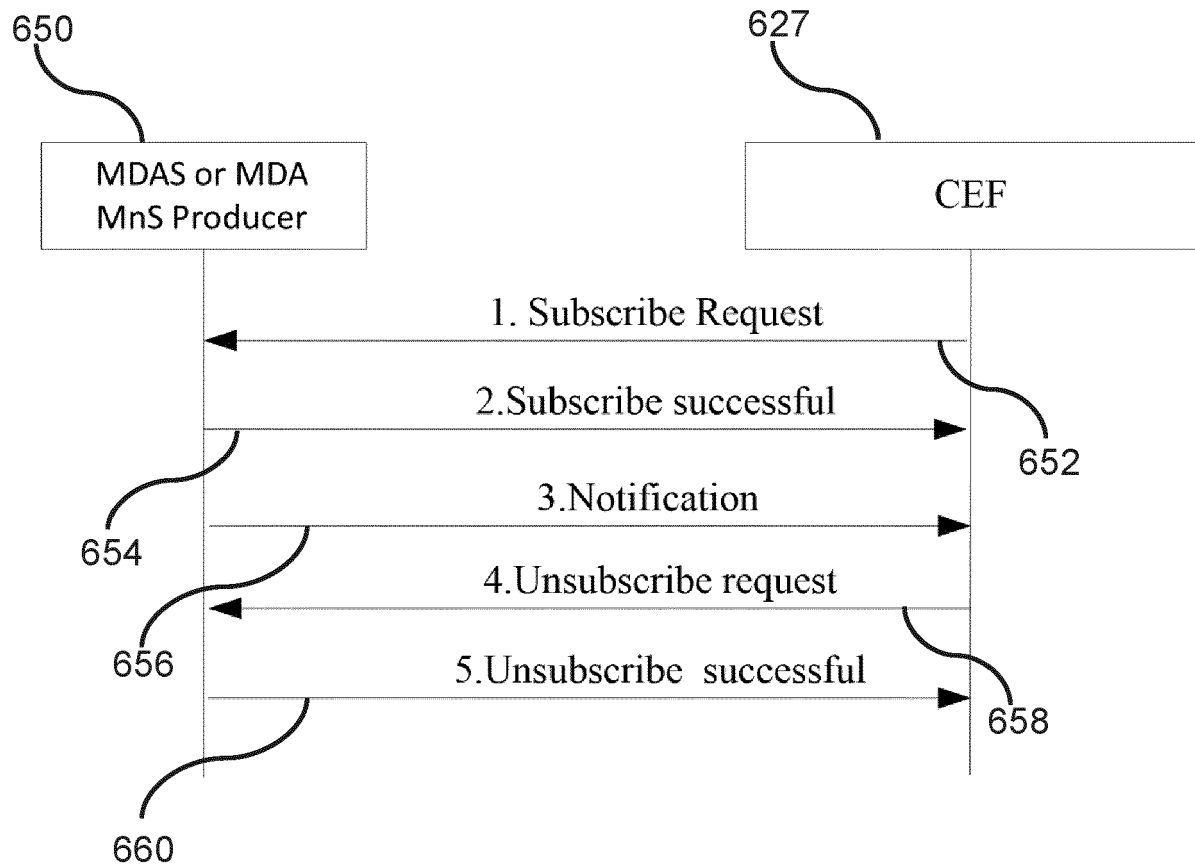 650
627
MDAS or MDA
MnS Producer
CEF
1. Subscribe Request
652
2.Subscribe successful
654
3.Notification
656
4.Unsubscribe request
658
5.Unsubscribe successful
660